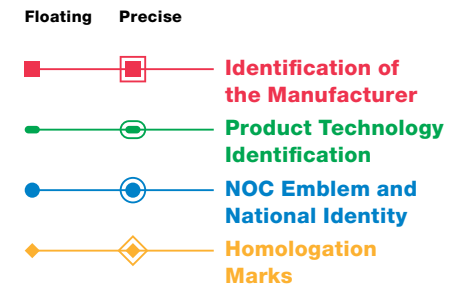 Floating Precise
Identification of
the Manufacturer
Product Technology
Identification
NOC Emblem and
National Identity
Homologation
Marks